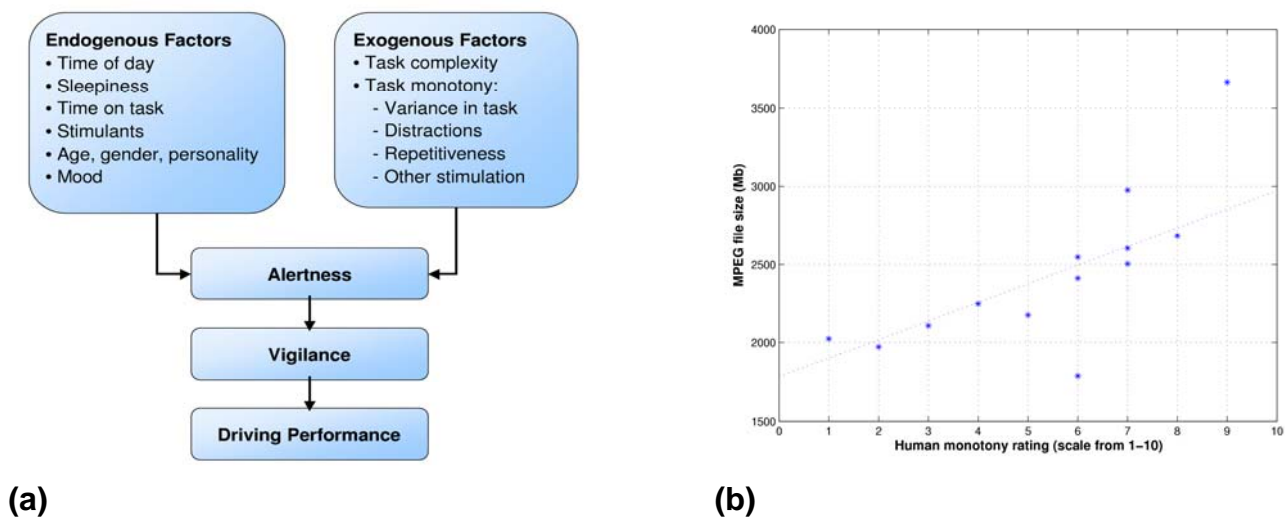 Endogenous Factors
• Time of day
• Sleepiness
• Time on task
• Stimulants
• Age, gender, personality
• Mood
Exogenous Factors
• Task complexity
• Task monotony:
- Variance in task
- Distractions
- Repetitiveness
- Other stimulation
Alertness
Vigilance
Driving Performance
(a)
4000
3500
3000
2500
2000
1500
MPEG file size (Mb)
0 1 2 3 4 5 6 7 8 9 10
Human monotony rating (scale from 1–10)
(b)